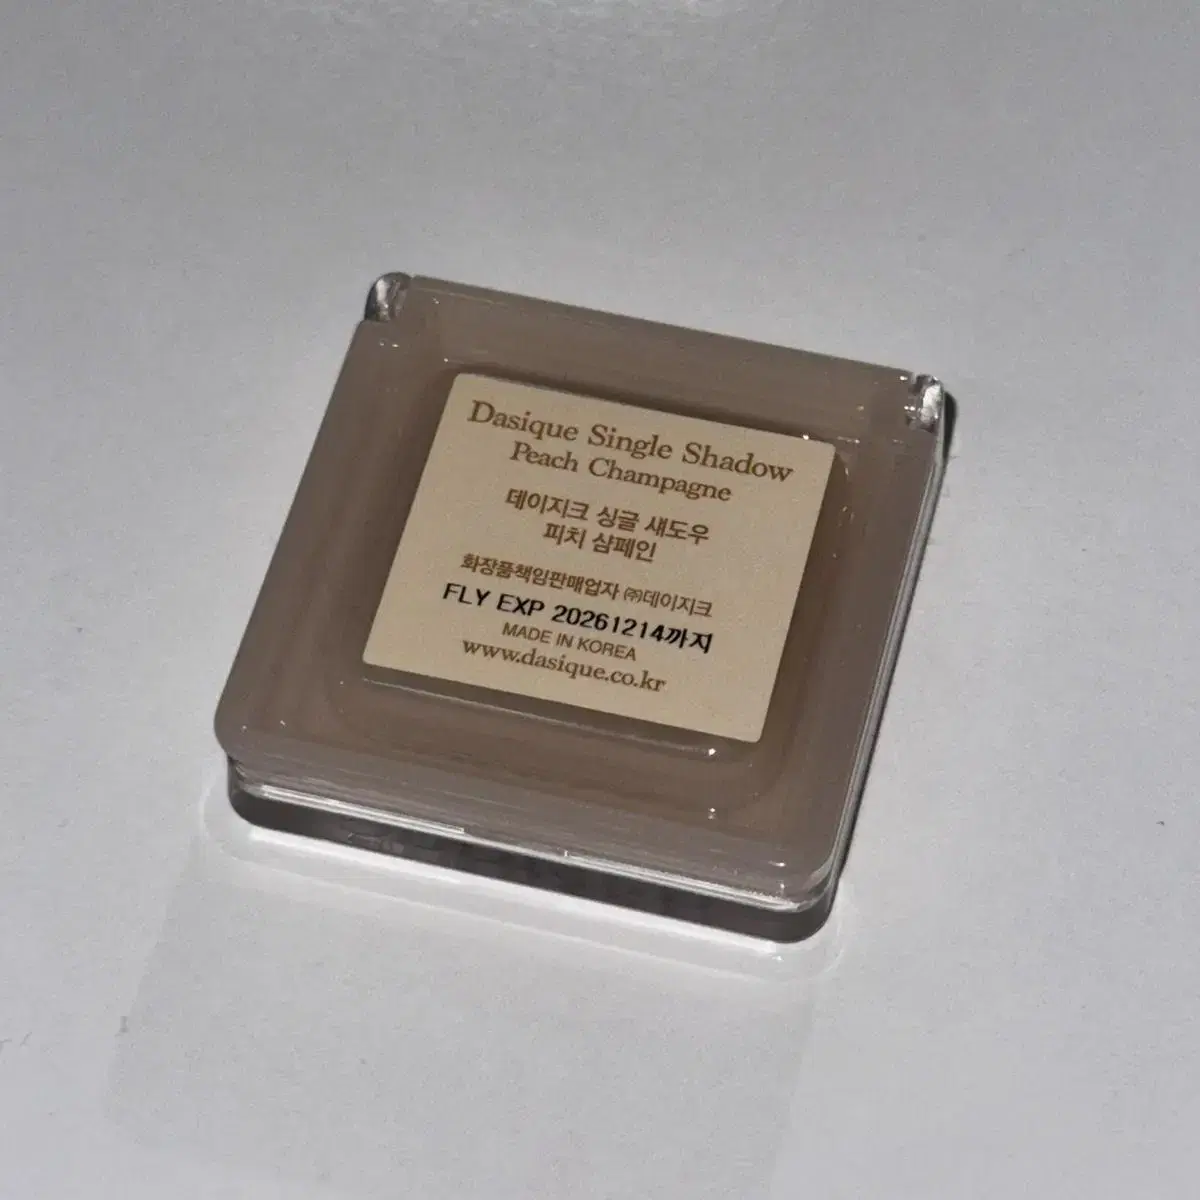 Dasique Single Shadow
Peach Champagne
데이지크 싱글 섀도우
피치 샴페인
화장품책임판매업자 ㈜데이지크
FLY EXP 20261214까지
MADE IN KOREA
www.dasique.co.kr